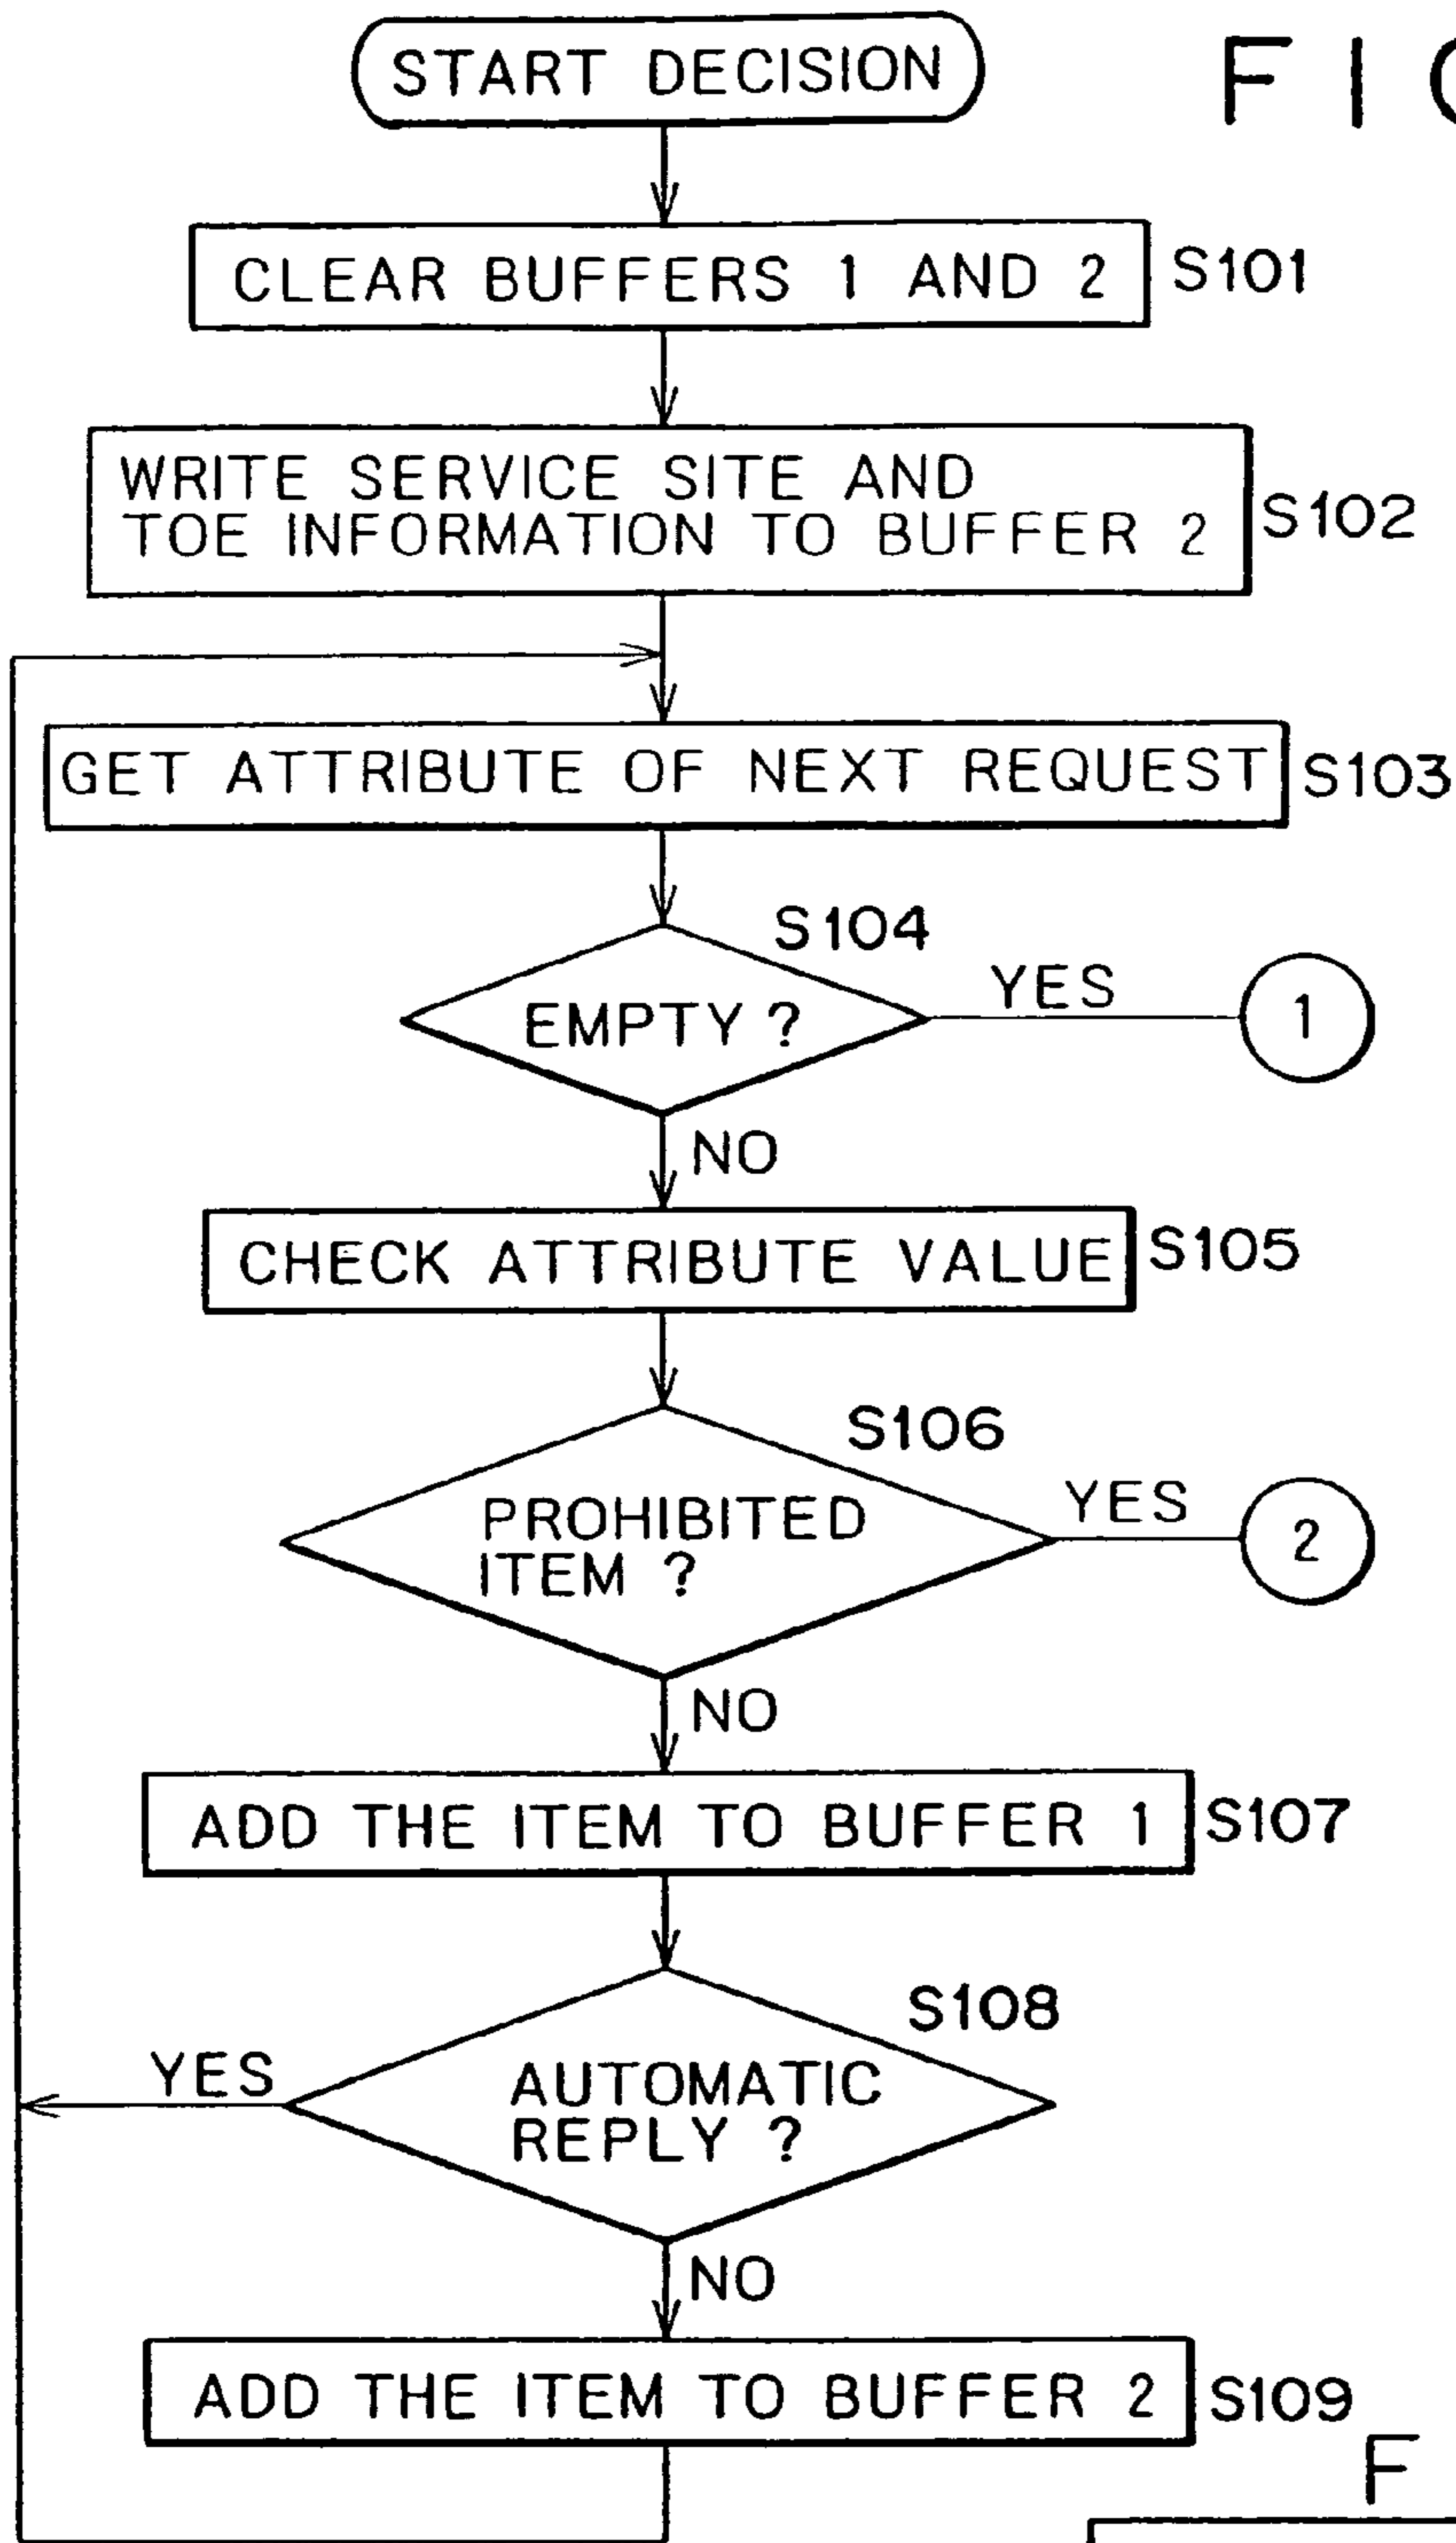 START DECISION
FIG
CLEAR BUFFERS 1 AND 2
S101
WRITE SERVICE SITE AND
TOE INFORMATION TO BUFFER 2
S102
GET ATTRIBUTE OF NEXT REQUEST
S103
S104
EMPTY ?
YES
1
NO
CHECK ATTRIBUTE VALUE
S105
S106
PROHIBITED
ITEM ?
YES
2
NO
ADD THE ITEM TO BUFFER 1
S107
S108
YES
AUTOMATIC
REPLY ?
NO
ADD THE ITEM TO BUFFER 2
S109
F